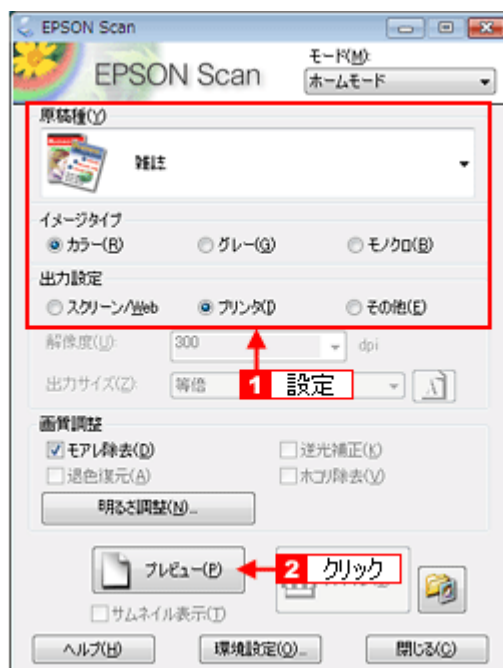 EPSON Scan
EPSON Scan
モード(M):
ホームモード
原稿種(Y)
雑誌
イメージタイプ
カラー(R) グレー(G) モノクロ(B)
出力設定
スクリーン/Web プリンタ(I) その他(E)
解像度(U): 300 dpi
出力サイズ(Z): 等倍
1 設定
画質調整
モアレ除去(D) 逆光補正(K)
退色復元(A) ホコリ除去(V)
明るさ調整(N)...
プレビュー(P) 2 クリック
サムネイル表示(T)
ヘルプ(H) 環境設定(O)... 閉じる(C)